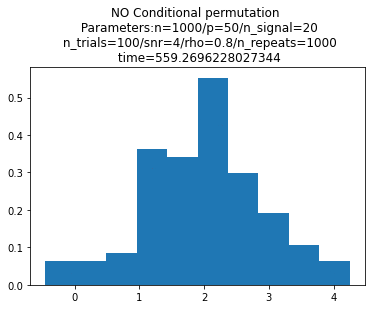 NO Conditional permutation
Parameters:n=1000/p=50/n_signal=20
n_trials=100/snr=4/rho=0.8/n_repeats=1000
time=559.2696228027344
0.5
0.4
0.3
0.2
0.1
0.0
0 1 2 3 4